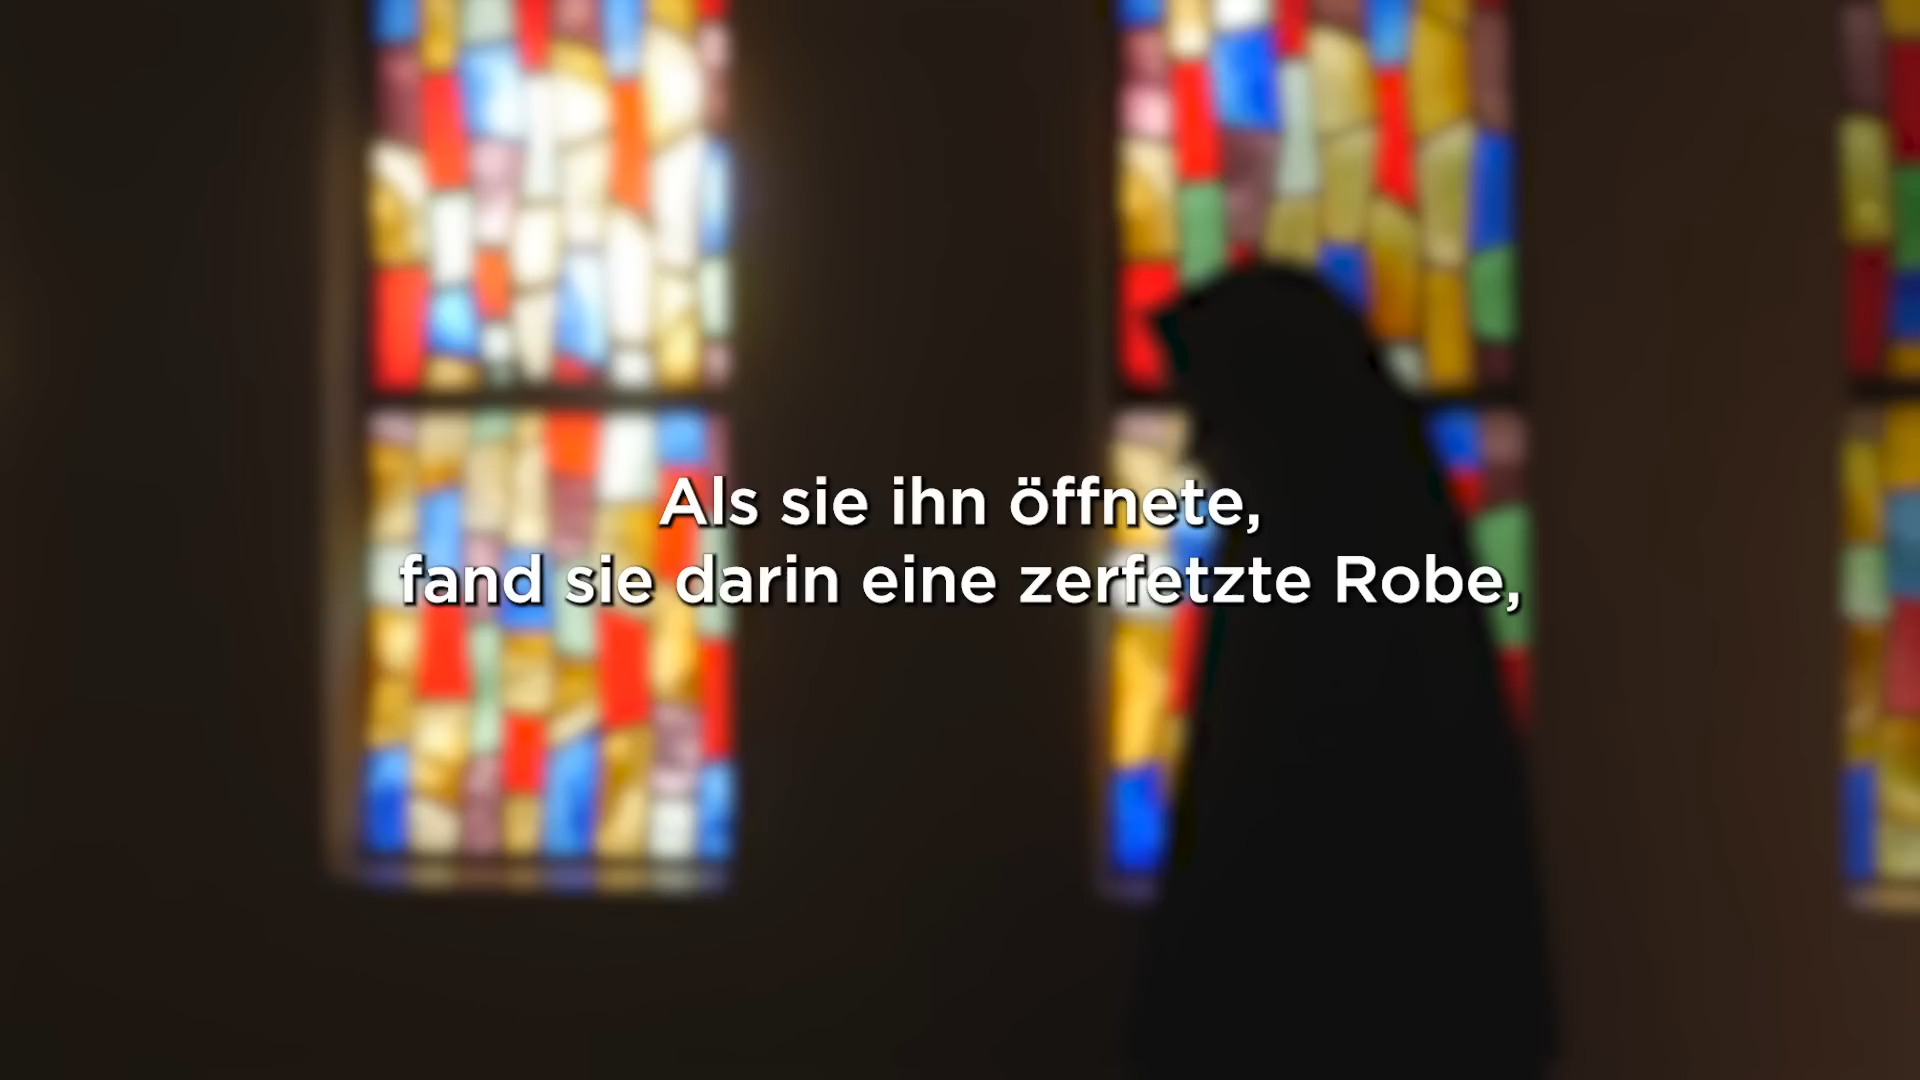 Als sie ihn öffnete,
fand sie darin eine zerfetzte Robe,